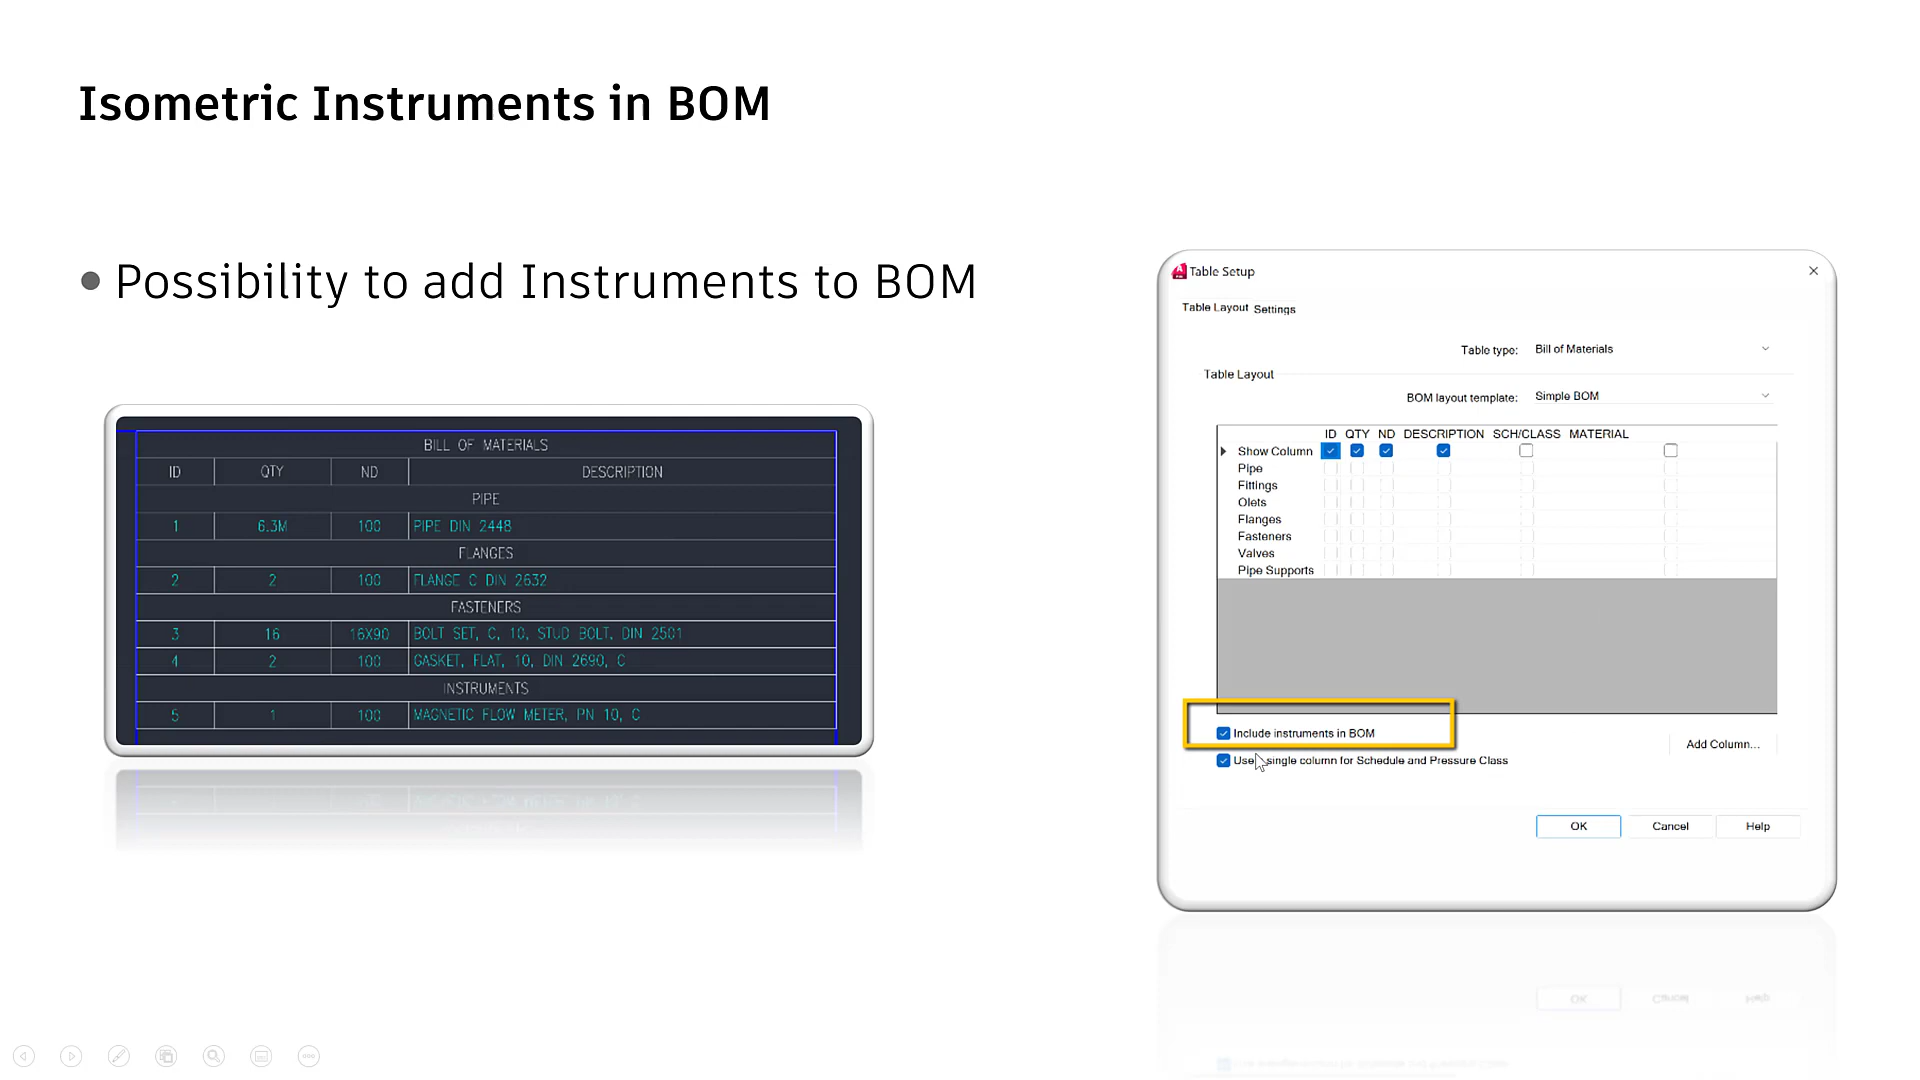 Isometric Instruments in BOM
• Possibility to add Instruments to BOM
BILL OF MATERIALS
ID QTY ND DESCRIPTION
PIPE
1 6.3M 100 PIPE DIN 2448
FLANGES
2 2 100 FLANGE C DIN 2632
FASTENERS
3 16 16X90 BOLT SET, C, 10, STUD BOLT, DIN 2501
4 2 100 GASKET, FLAT, 10, DIN 2690, C
INSTRUMENTS
5 1 100 MAGNETIC FLOW METER, PN 10, C
Table Setup
Table Layout Settings
Table type: Bill of Materials
Table Layout
BOM layout template: Simple BOM
ID QTY ND DESCRIPTION SCH/CLASS MATERIAL
Show Column
Pipe
Fittings
Olets
Flanges
Fasteners
Valves
Pipe Supports
Include instruments in BOM
Add Column...
Use single column for Schedule and Pressure Class
OK Cancel Help